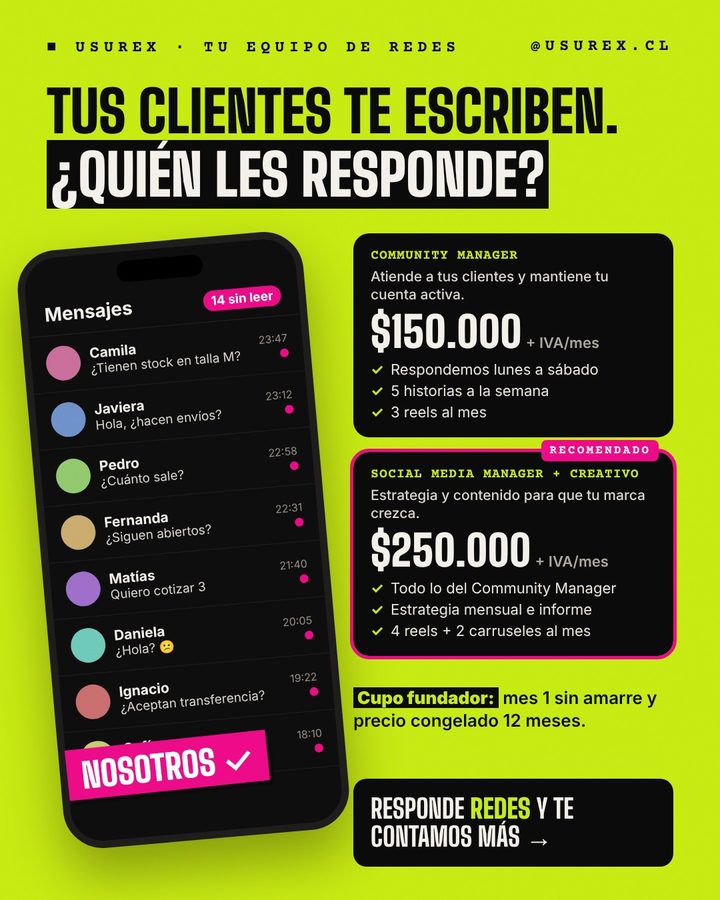 ■ USUREX · TU EQUIPO DE REDES
@USUREX.CL
TUS CLIENTES TE ESCRIBEN.
¿QUIÉN LES RESPONDE?
Mensajes
14 sin leer
Camila
23:47
¿Tienen stock en talla M?
Javiera
23:12
Hola, ¿hacen envíos?
Pedro
22:58
¿Cuánto sale?
Fernanda
22:31
¿Siguen abiertos?
Matías
21:40
Quiero cotizar 3
Daniela
20:05
¿Hola? 😕
Ignacio
19:22
¿Aceptan transferencia?
18:10
NOSOTROS ✓
COMMUNITY MANAGER
Atiende a tus clientes y mantiene tu
cuenta activa.
$150.000 + IVA/mes
✓ Respondemos lunes a sábado
✓ 5 historias a la semana
✓ 3 reels al mes
RECOMENDADO
SOCIAL MEDIA MANAGER + CREATIVO
Estrategia y contenido para que tu marca
crezca.
$250.000 + IVA/mes
✓ Todo lo del Community Manager
✓ Estrategia mensual e informe
✓ 4 reels + 2 carruseles al mes
Cupo fundador: mes 1 sin amarre y
precio congelado 12 meses.
RESPONDE REDES Y TE
CONTAMOS MÁS →